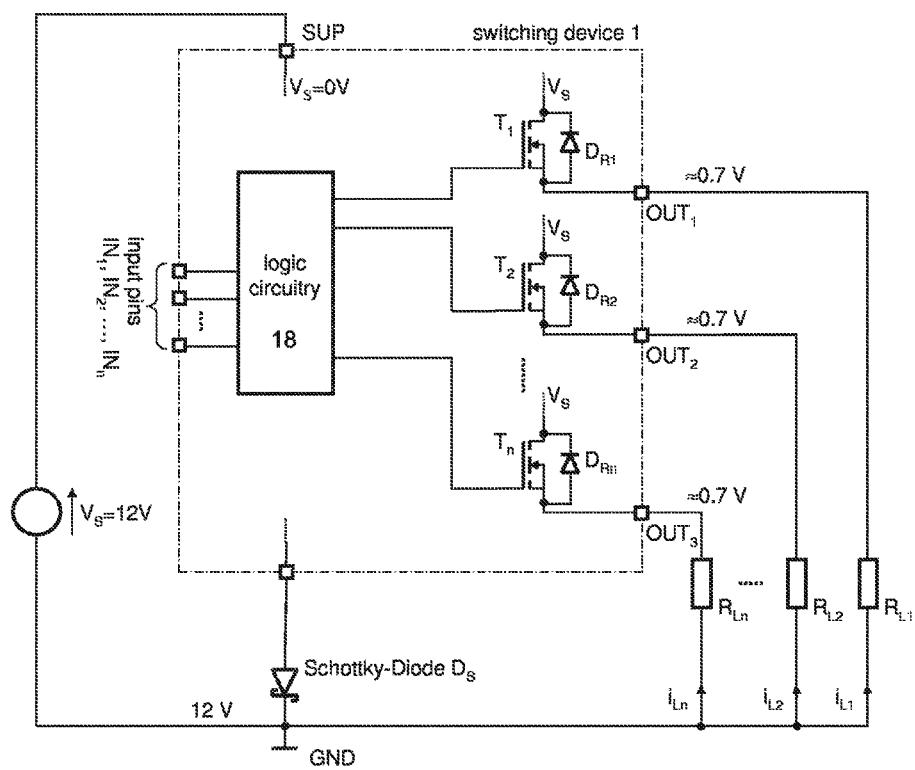 SUP
switching device 1
V_S=0V
V_S
T_1
D_R1
≈0.7 V
OUT_1
V_S
T_2
D_R2
≈0.7 V
OUT_2
input pins
IN_1, IN_2, ...., IN_n
logic
circuitry
18
V_S
T_n
D_Rn
≈0.7 V
OUT_3
V_S=12V
R_Ln
R_L2
R_L1
Schottky-Diode D_S
12 V
i_Ln
i_L2
i_L1
GND